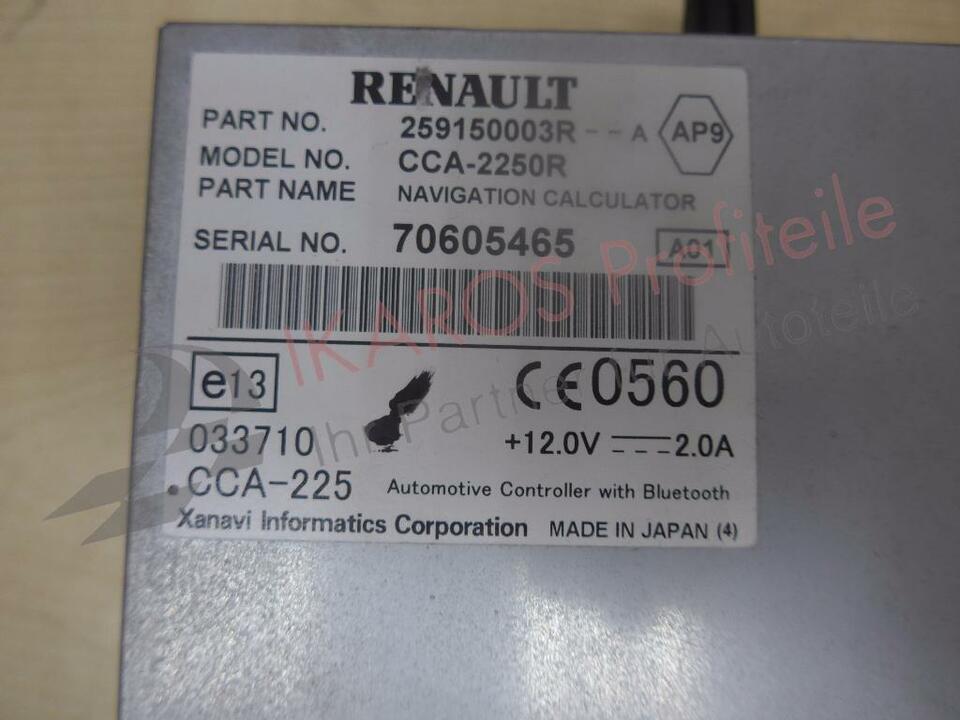 RENAULT
PART NO. 259150003R--A AP9
MODEL NO. CCA-2250R
PART NAME NAVIGATION CALCULATOR
SERIAL NO. 70605465 A01
IKAROS Profiteile
Ihr Partner für Autoteile
e13 CE0560
033710 +12.0V 2.0A
.CCA-225 Automotive Controller with Bluetooth
Xanavi Informatics Corporation MADE IN JAPAN (4)